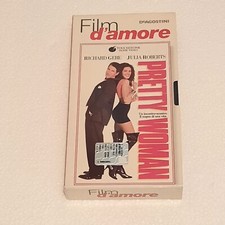 Film
DeAGOSTINI
d'amore
RICHARD GERE JULIA ROBERTS
PRETTY WOMAN
Film
d'amore